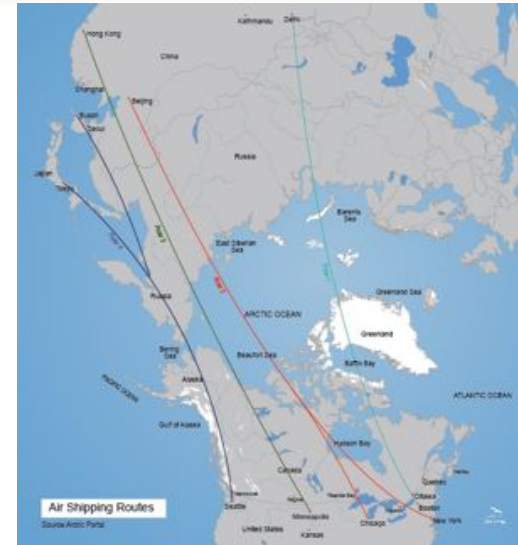 Kathmandu
Delhi
Hong Kong
China
Shanghai
Beijing
Busan
Seoul
Russia
Japan
Tokyo
Barents
Sea
East Siberian
Sea
Greenland Sea
Russia
ARCTIC OCEAN
Greenland
Bering
Sea
Beaufort Sea
Baffin Bay
Alaska
PACIFIC OCEAN
ATLANTIC OCEAN
Gulf of Alaska
Hudson Bay
Canada
Quebec
Ottawa
Boston
Vancouver
Seattle
Thunder Bay
New York
Minneapolis
Chicago
United States
Kansas
Air Shipping Routes
Source Arctic Portal